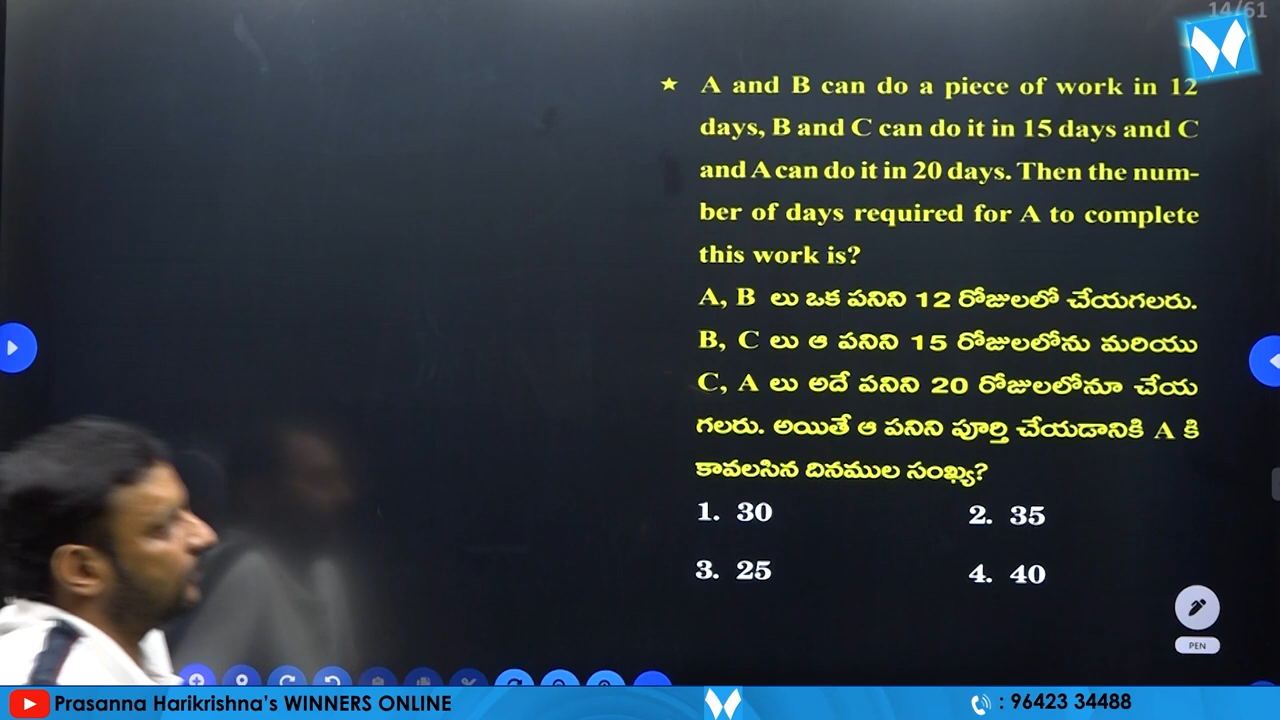 14/61
★ A and B can do a piece of work in 12
days, B and C can do it in 15 days and C
and A can do it in 20 days. Then the num-
ber of days required for A to complete
this work is?
A, B లు ఒక పనిని 12 రోజులలో చేయగలరు.
B, C లు ఆ పనిని 15 రోజులలోను మరియు
C, A లు అదే పనిని 20 రోజులలోనూ చేయ
గలరు. అయితే ఆ పనిని పూర్తి చేయడానికి A కి
కావలసిన దినముల సంఖ్య?
1. 30 2. 35
3. 25 4. 40
PEN
Prasanna Harikrishna's WINNERS ONLINE : 96423 34488